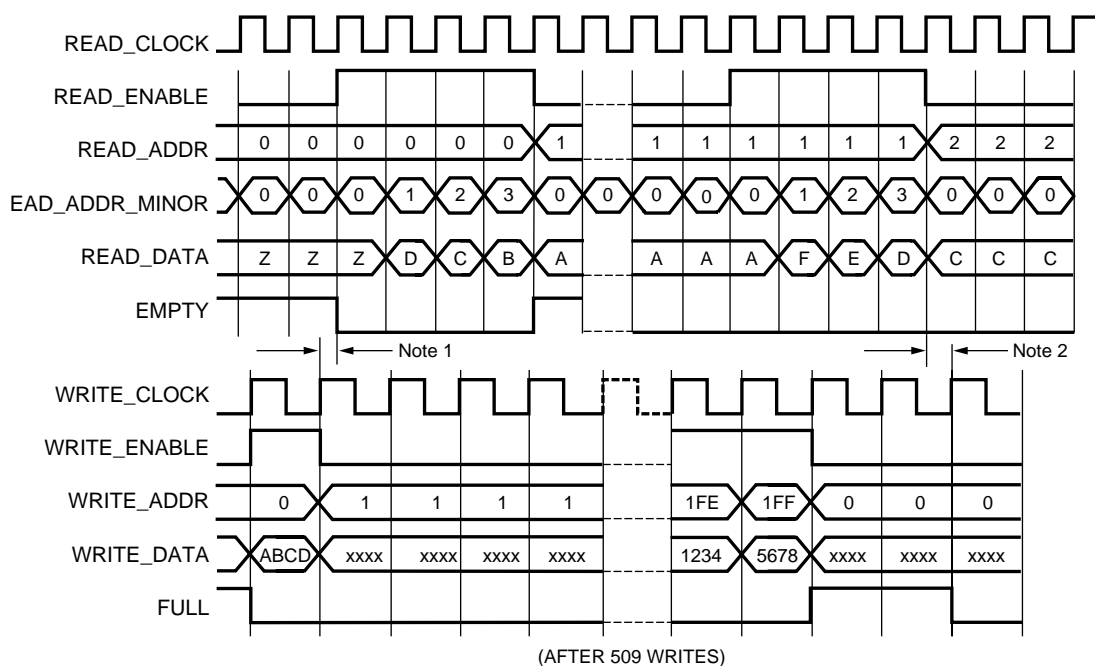 READ_CLOCK
READ_ENABLE
READ_ADDR 0 0 0 0 0 0 1 1 1 1 1 1 1 2 2 2
EAD_ADDR_MINOR 0 0 0 1 2 3 0 0 0 0 0 1 2 3 0 0 0
READ_DATA Z Z Z D C B A A A A F E D C C C
EMPTY
Note 1 Note 2
WRITE_CLOCK
WRITE_ENABLE
WRITE_ADDR 0 1 1 1 1 1FE 1FF 0 0 0
WRITE_DATA ABCD xxxx xxxx xxxx xxxx 1234 5678 xxxx xxxx xxxx
FULL
(AFTER 509 WRITES)